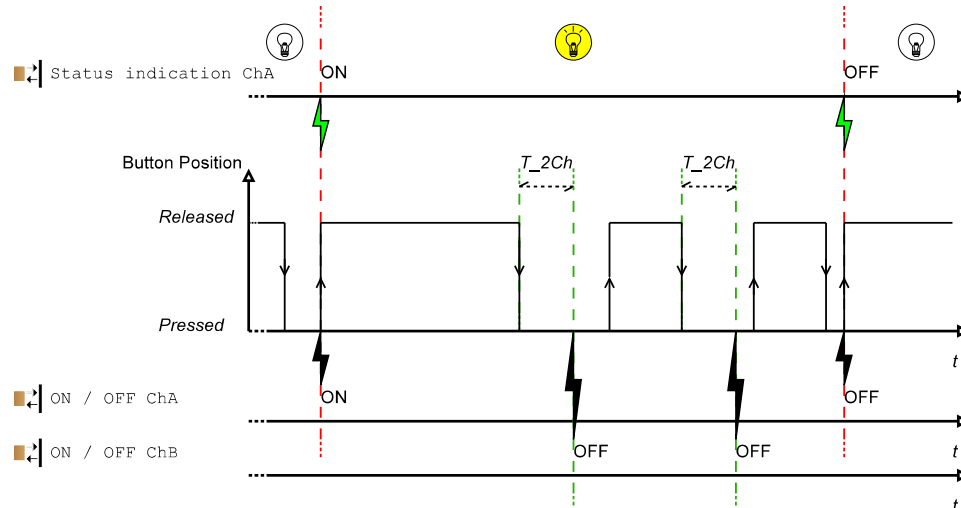 Status indication ChA
ON
OFF
Button Position
T_2Ch
T_2Ch
Released
Pressed
t
ON / OFF ChA
ON
OFF
ON / OFF ChB
OFF
OFF
t
t